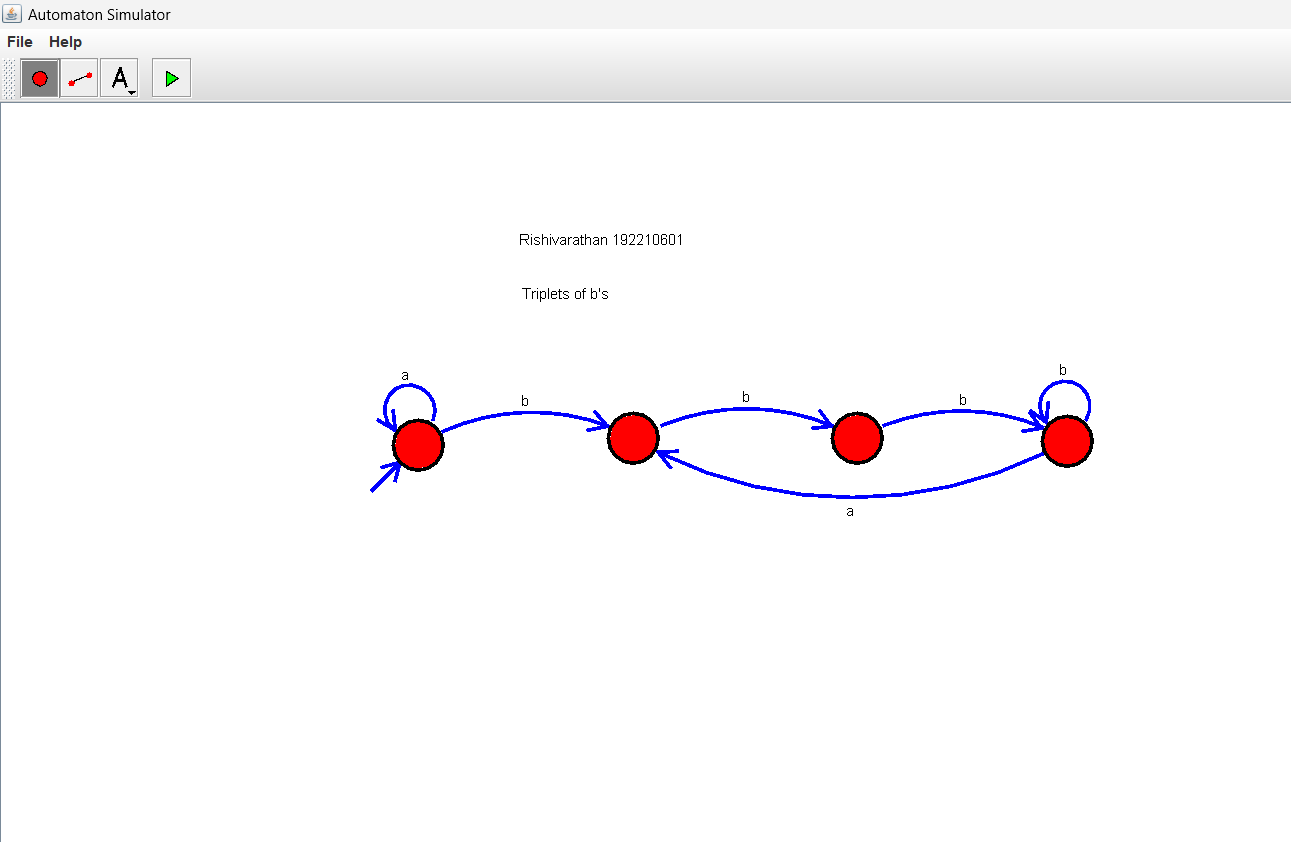 Automaton Simulator
File Help
A
Rishivarathan 192210601
Triplets of b's
a
b
b
b
b
a